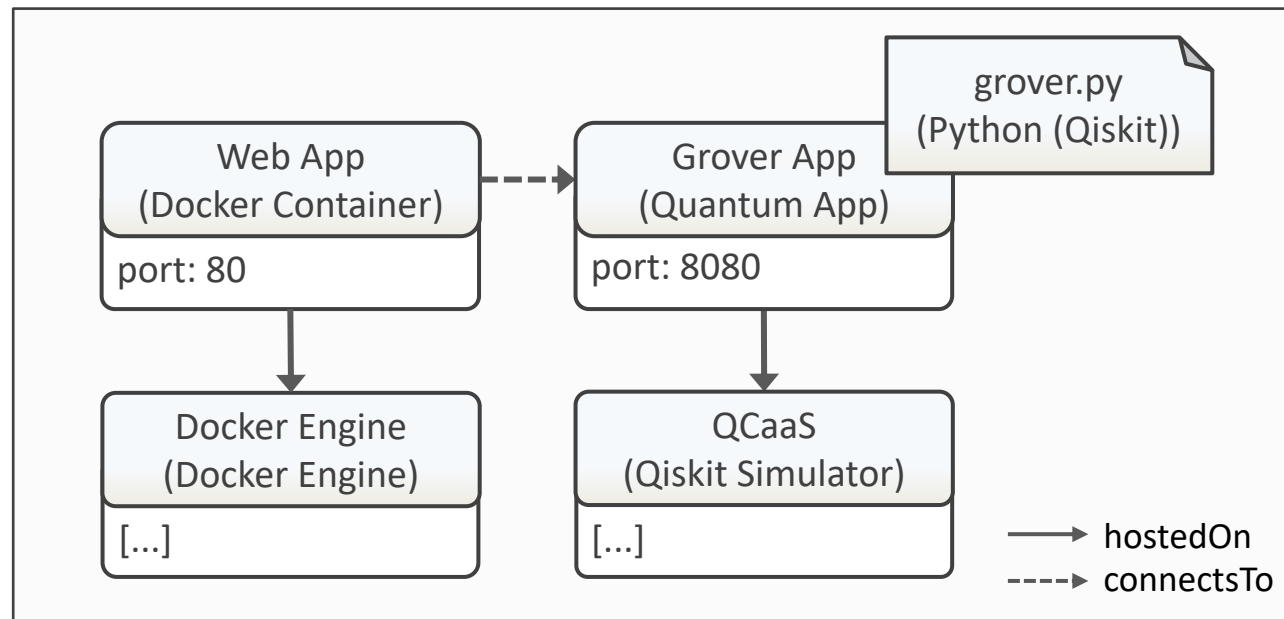 grover.py
(Python (Qiskit))
Web App
(Docker Container)
port: 80
Grover App
(Quantum App)
port: 8080
Docker Engine
(Docker Engine)
[...]
QCaaS
(Qiskit Simulator)
[...]
hostedOn
connectsTo